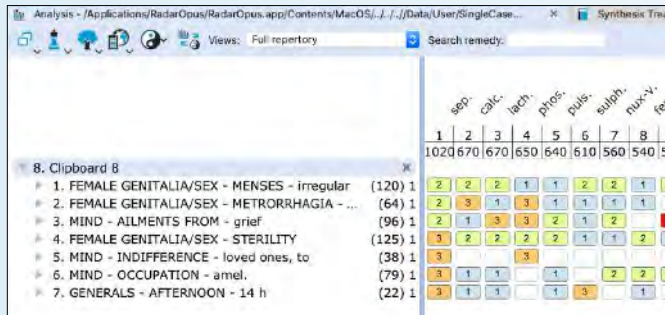 Analysis - /Applications/RadarOpus/RadarOpus.app/Contents/MacOS/../../..//Data/User/SingleCase... × Synthesis Tre
Views: Full repertory Search remedy:
sep. calc. lach. phos. puls. sulph. nux-v. fe
1 2 3 4 5 6 7 8
1020 670 670 650 640 610 560 540 5
8. Clipboard 8 ×
1. FEMALE GENITALIA/SEX - MENSES - irregular (120) 1 2 2 2 1 1 2 2 1
2. FEMALE GENITALIA/SEX - METRORRHAGIA - ... (64) 1 2 3 1 3 1 1 1 1
3. MIND - AILMENTS FROM - grief (96) 1 2 1 3 3 2 1 2
4. FEMALE GENITALIA/SEX - STERILITY (125) 1 3 2 2 2 2 1 1 2
5. MIND - INDIFFERENCE - loved ones, to (38) 1 3 3
6. MIND - OCCUPATION - amel. (79) 1 3 1 1 1 2 2
7. GENERALS - AFTERNOON - 14 h (22) 1 3 1 1 1 3 1